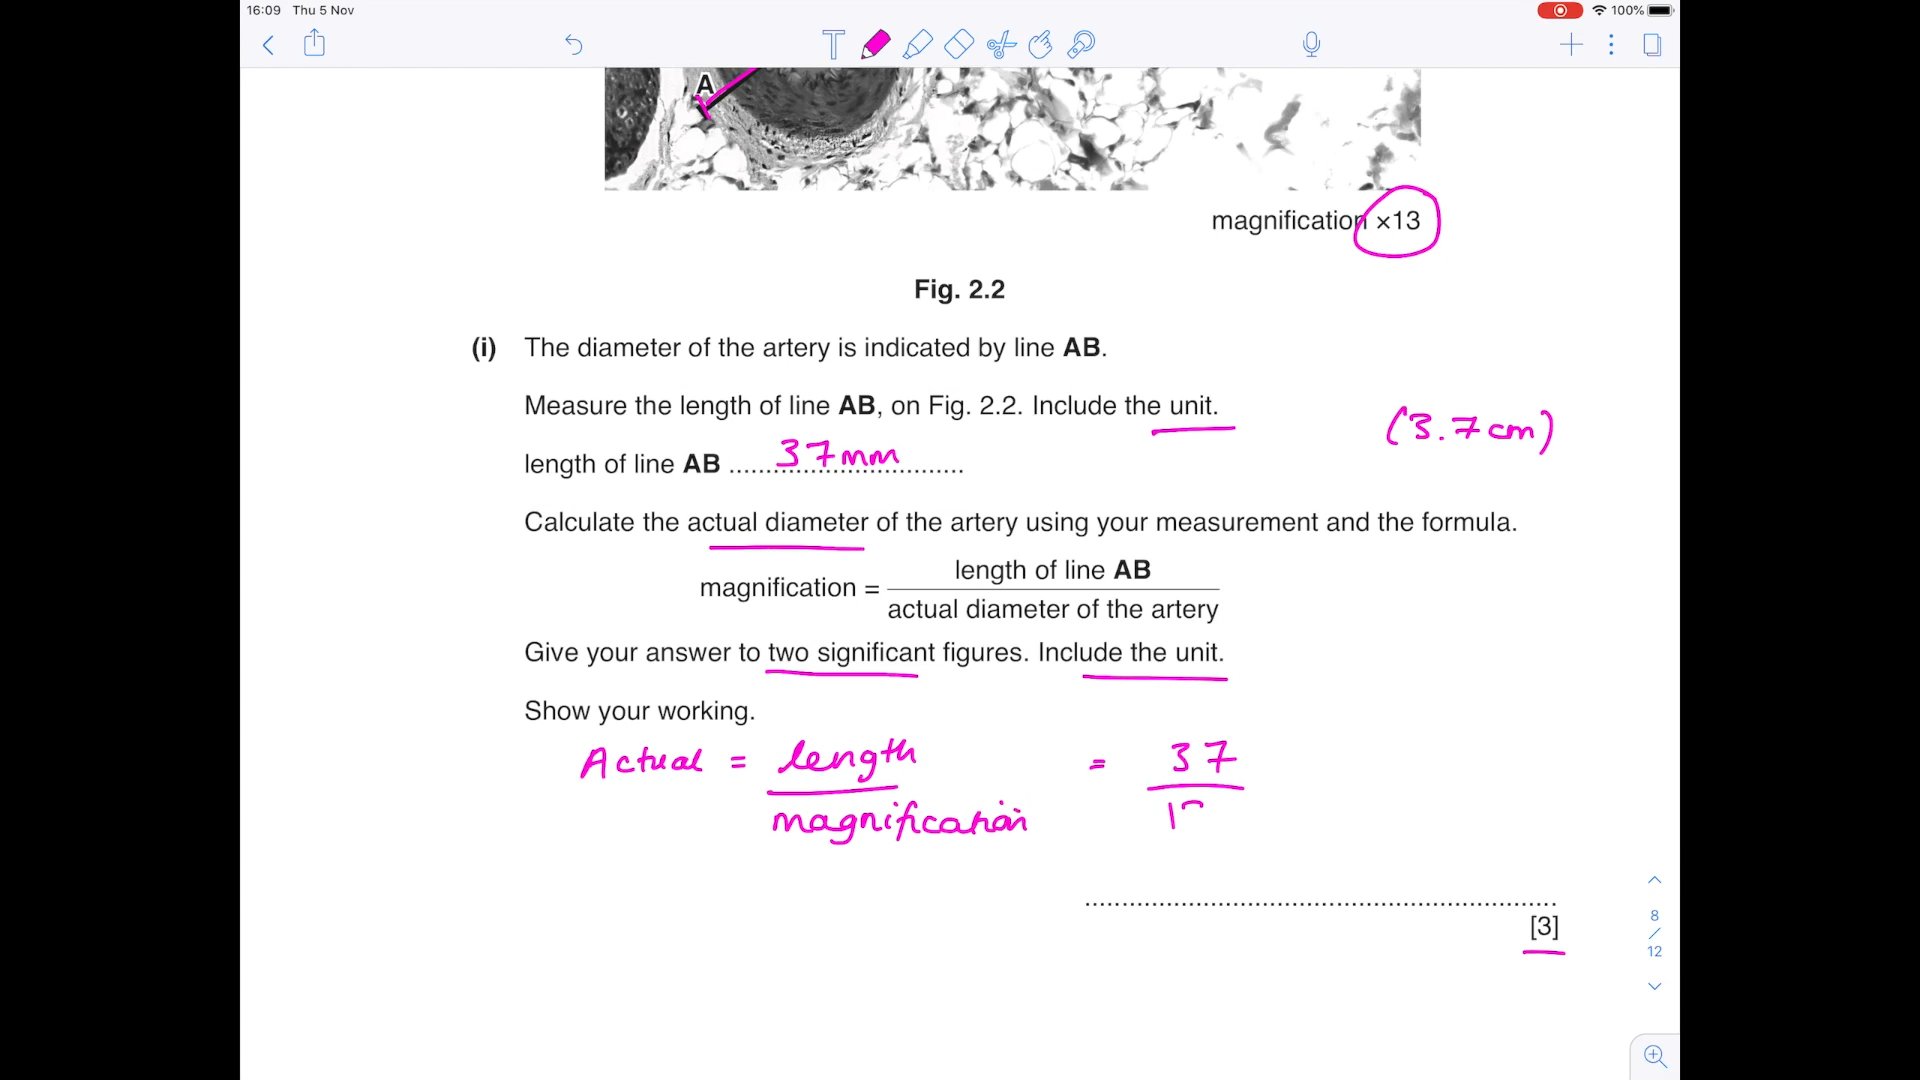 16:09 Thu 5 Nov
100%
A
magnification ×13
Fig. 2.2
(i) The diameter of the artery is indicated by line AB.
Measure the length of line AB, on Fig. 2.2. Include the unit.
(3.7cm)
length of line AB ................................ 37mm
Calculate the actual diameter of the artery using your measurement and the formula.
magnification = length of line AB
actual diameter of the artery
Give your answer to two significant figures. Include the unit.
Show your working.
Actual = length = 37
magnification
[3]
8
/
12